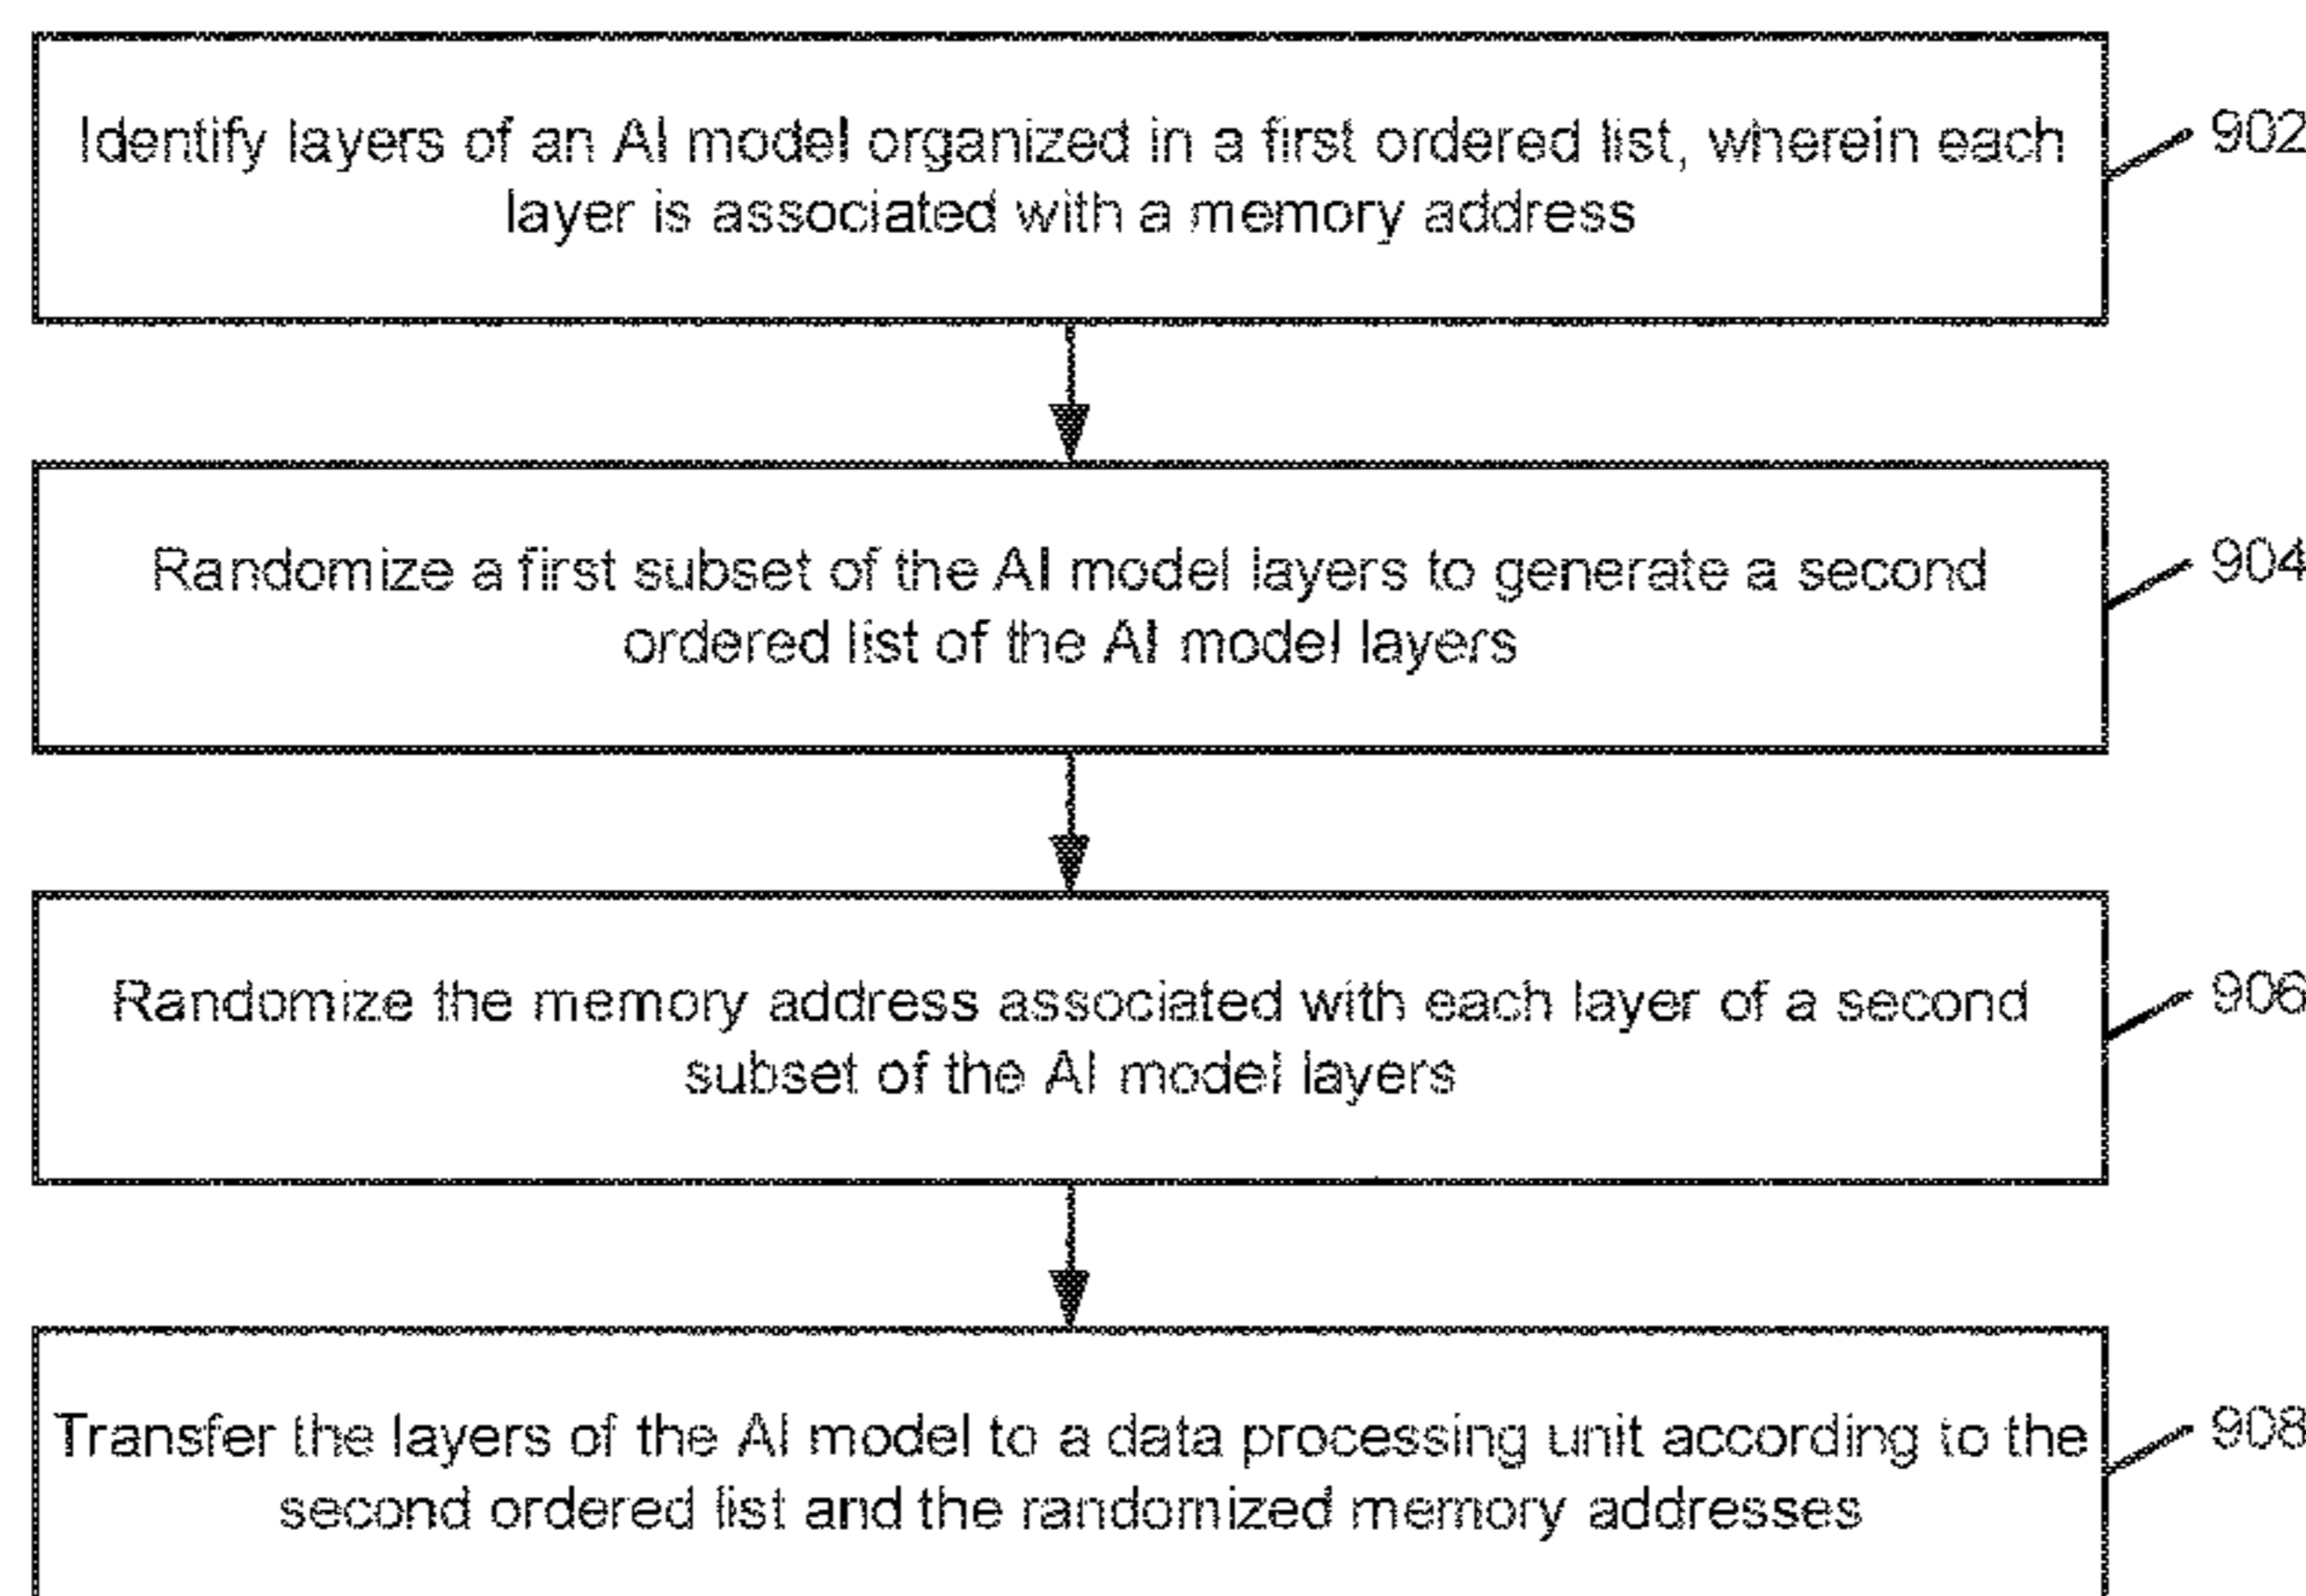 Identify layers of an AI model organized in a first ordered list, wherein each
layer is associated with a memory address
902
Randomize a first subset of the AI model layers to generate a second
ordered list of the AI model layers
904
Randomize the memory address associated with each layer of a second
subset of the AI model layers
906
Transfer the layers of the AI model to a data processing unit according to the
second ordered list and the randomized memory addresses
908